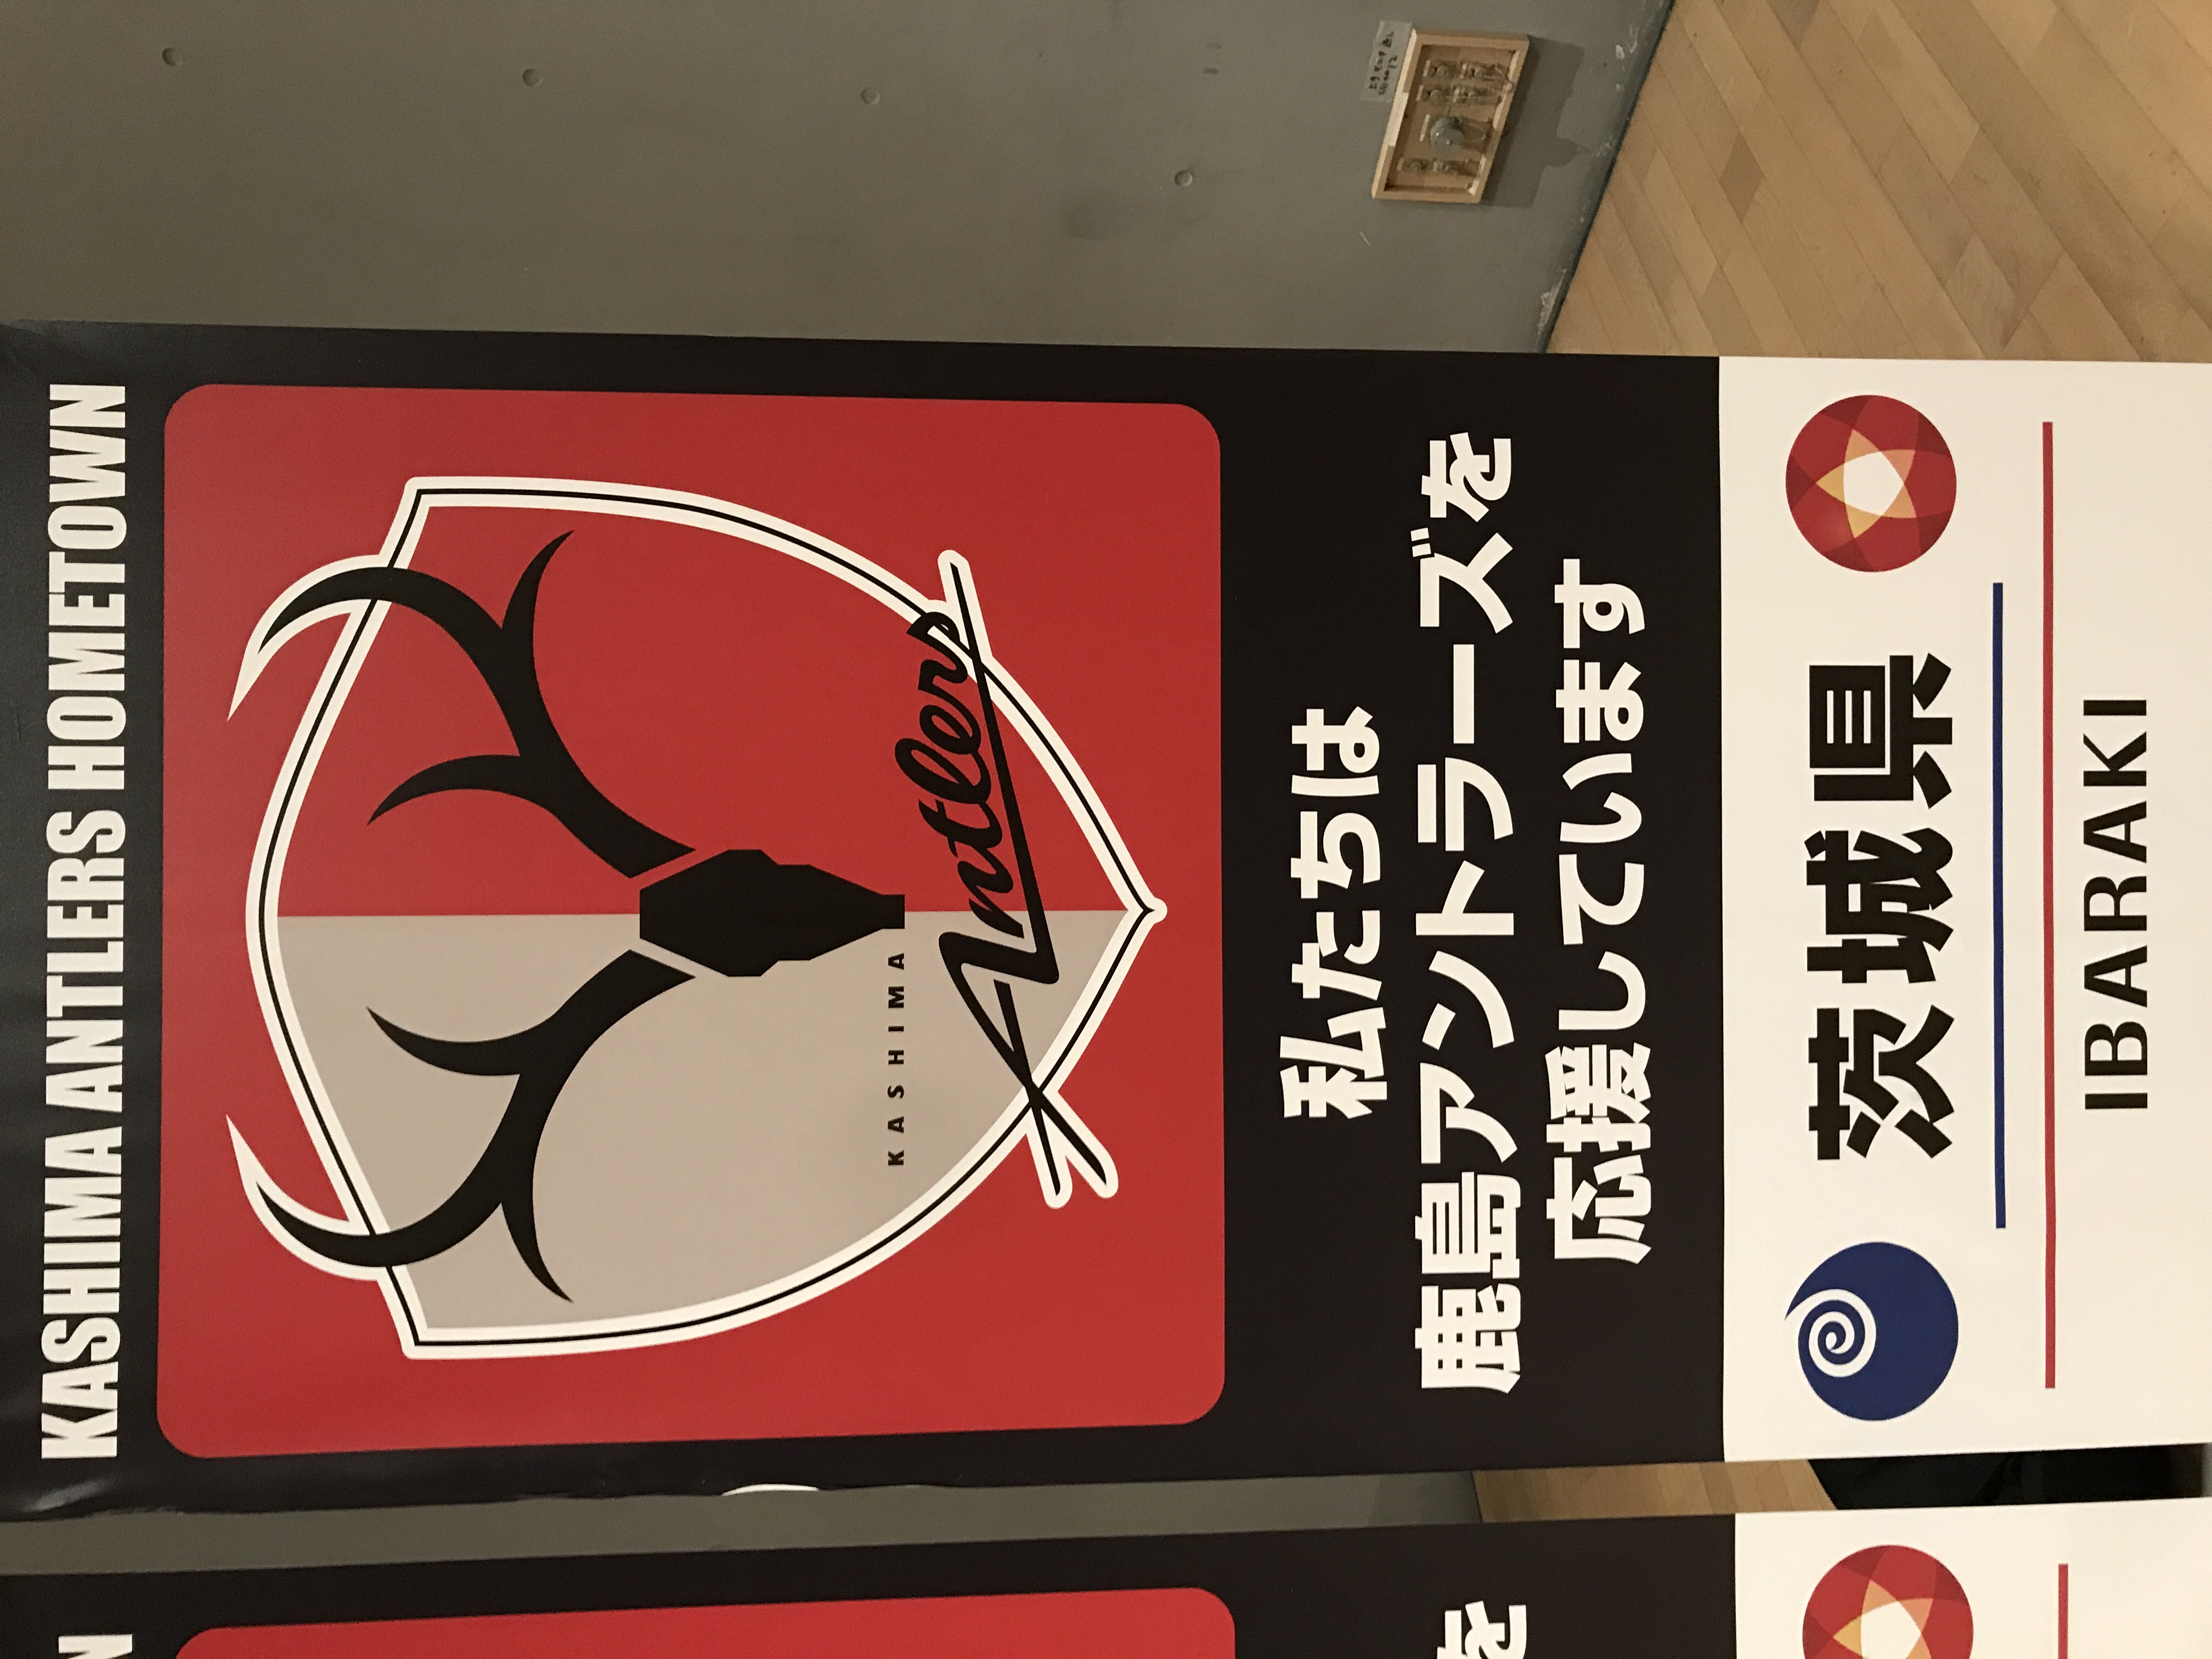 KASHIMA ANTLERS HOMETOWN
KASHIMA
Antlers
私たちは
鹿島アントラーズを
応援しています
茨城県
IBARAKI
N
を